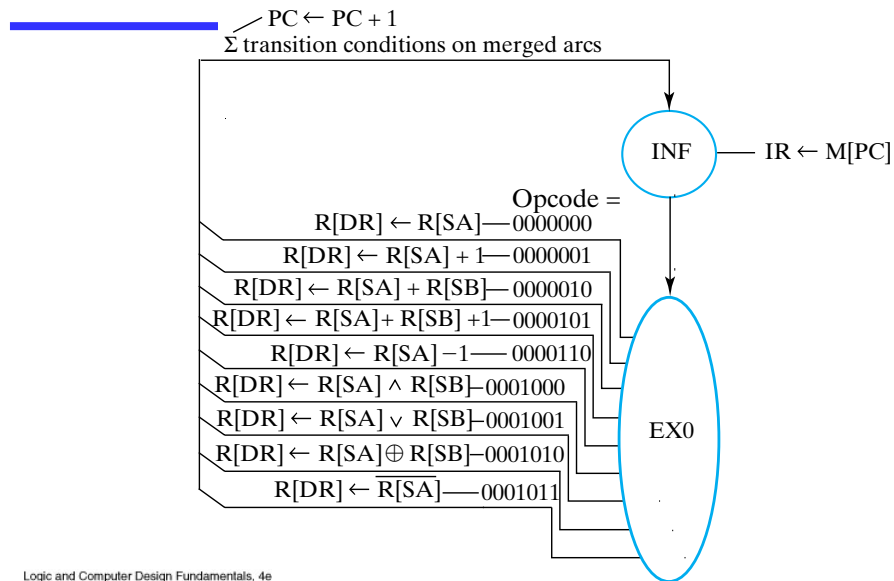 PC ← PC + 1
Σ transition conditions on merged arcs
INF
IR ← M[PC]
Opcode =
R[DR] ← R[SA] 0000000
R[DR] ← R[SA] + 1 0000001
R[DR] ← R[SA] + R[SB] 0000010
R[DR] ← R[SA] + R[SB] +1 0000101
R[DR] ← R[SA] −1 0000110
R[DR] ← R[SA] ∧ R[SB] 0001000
R[DR] ← R[SA] ∨ R[SB] 0001001
R[DR] ← R[SA] ⊕ R[SB] 0001010
R[DR] ← R̅[̅S̅A̅]̅ 0001011
EX0
Logic and Computer Design Fundamentals, 4e